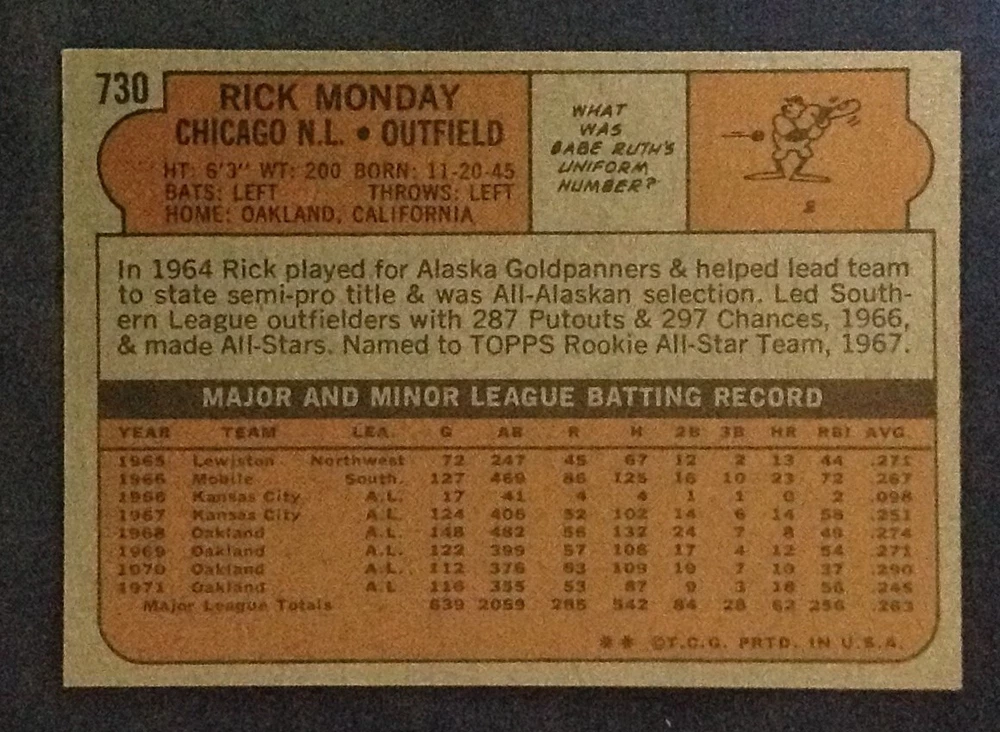 730
RICK MONDAY
CHICAGO N.L. • OUTFIELD
HT: 6'3" WT: 200 BORN: 11-20-45
BATS: LEFT THROWS: LEFT
HOME: OAKLAND, CALIFORNIA
WHAT
WAS
BABE RUTH'S
UNIFORM
NUMBER?
In 1964 Rick played for Alaska Goldpanners & helped lead team
to state semi-pro title & was All-Alaskan selection. Led South-
ern League outfielders with 287 Putouts & 297 Chances, 1966,
& made All-Stars. Named to TOPPS Rookie All-Star Team, 1967.
MAJOR AND MINOR LEAGUE BATTING RECORD
YEAR TEAM LEA. G AB R H 2B 3B HR RBI AVG.
1965 Lewiston Northwest 72 247 45 67 12 2 13 44 .271
1966 Mobile South. 127 469 86 125 16 10 23 72 .267
1966 Kansas City A.L. 17 41 4 4 1 1 0 2 .098
1967 Kansas City A.L. 124 406 52 102 14 6 14 58 .251
1968 Oakland A.L. 148 482 56 132 24 7 8 49 .274
1969 Oakland A.L. 122 399 57 108 17 4 12 54 .271
1970 Oakland A.L. 112 376 63 109 19 7 10 37 .290
1971 Oakland A.L. 116 355 53 87 9 3 18 56 .245
Major League Totals 639 2059 285 542 84 28 62 256 .263
* * ©T.C.G. PRTD. IN U.S.A.